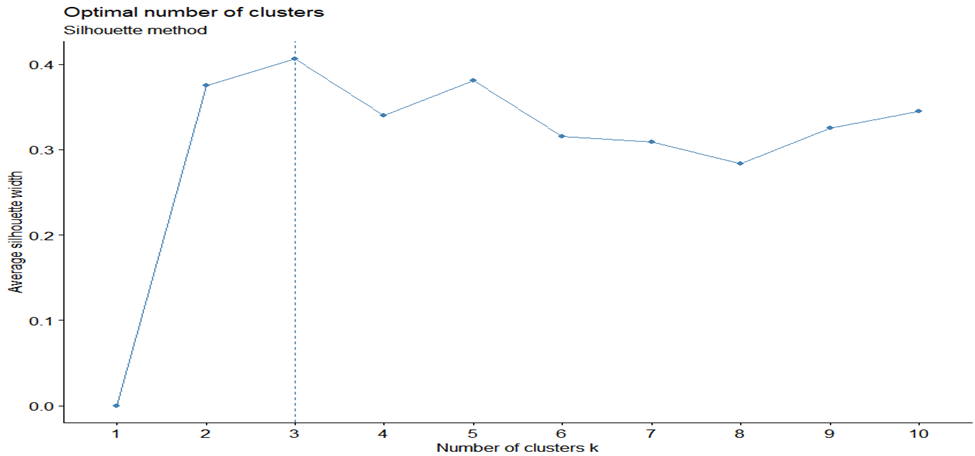 Optimal number of clusters
Silhouette method
Average silhouette width
0.4
0.3
0.2
0.1
0.0
1 2 3 4 5 6 7 8 9 10
Number of clusters k